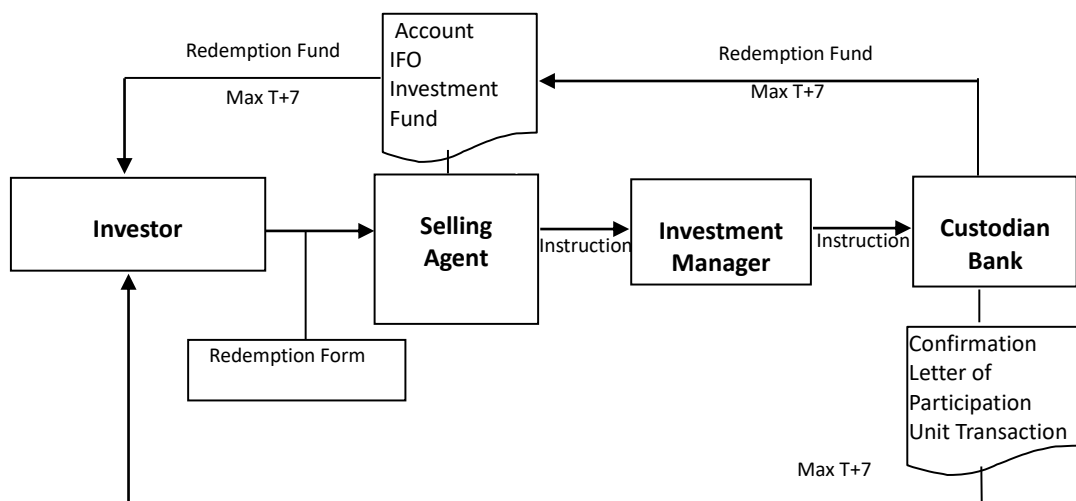 Redemption Fund
Max T+7
Account
IFO
Investment
Fund
Redemption Fund
Max T+7
Investor
Selling
Agent
Instruction
Investment
Manager
Instruction
Custodian
Bank
Redemption Form
Confirmation
Letter of
Participation
Unit Transaction
Max T+7